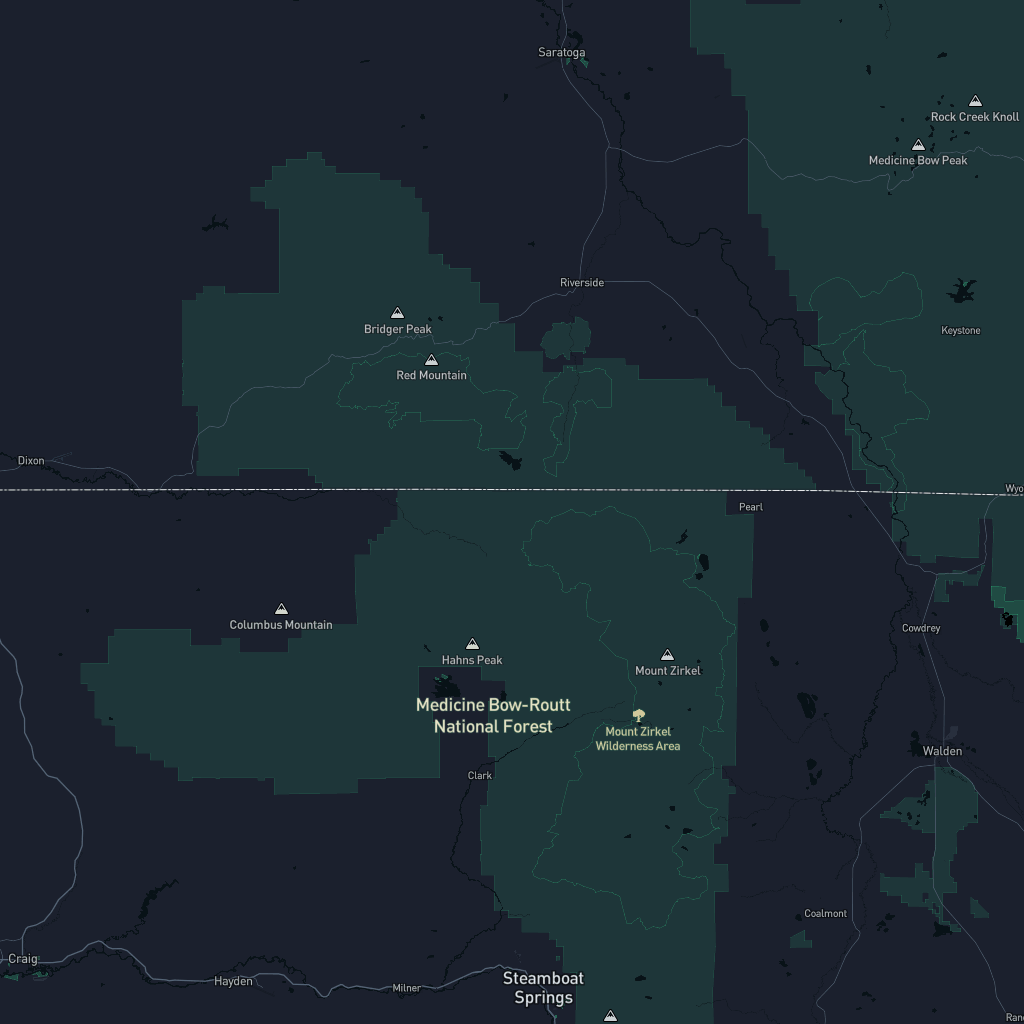 Saratoga
Rock Creek Knoll
Medicine Bow Peak
Riverside
Bridger Peak
Keystone
Red Mountain
Dixon
Wyo
Pearl
Columbus Mountain
Cowdrey
Hahns Peak
Mount Zirkel
Medicine Bow-Routt
National Forest
Mount Zirkel
Wilderness Area
Walden
Clark
Coalmont
Craig
Hayden
Milner
Steamboat
Springs
Ran